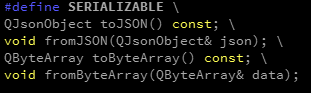 #define SERIALIZABLE \
QJsonObject toJSON() const; \
void fromJSON(QJsonObject& json); \
QByteArray toByteArray() const; \
void fromByteArray(QByteArray& data);